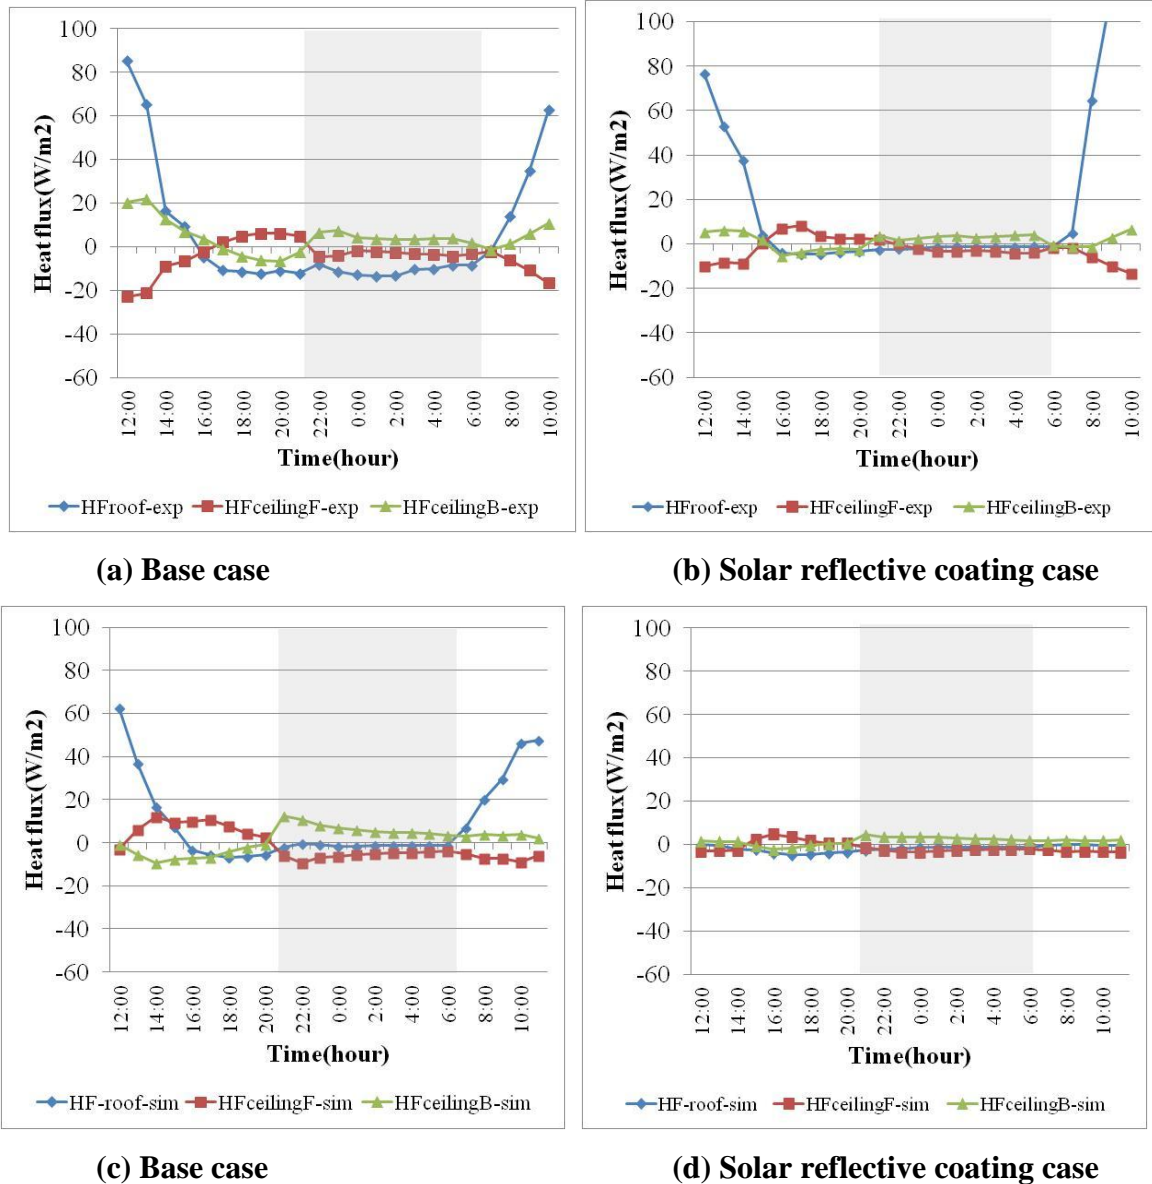 100
80
60
40
20
0
-20
-40
-60
Heat flux(W/m2)
12:00 14:00 16:00 18:00 20:00 22:00 0:00 2:00 4:00 6:00 8:00 10:00
Time(hour)
HFroof-exp HFceilingF-exp HFceilingB-exp
(a) Base case
100
80
60
40
20
0
-20
-40
-60
Heat flux(W/m2)
12:00 14:00 16:00 18:00 20:00 22:00 0:00 2:00 4:00 6:00 8:00 10:00
Time(hour)
HFroof-exp HFceilingF-exp HFceilingB-exp
(b) Solar reflective coating case
100
80
60
40
20
0
-20
-40
-60
Heat flux(W/m2)
12:00 14:00 16:00 18:00 20:00 22:00 0:00 2:00 4:00 6:00 8:00 10:00
Time(hour)
HF-roof-sim HFceilingF-sim HFceilingB-sim
(c) Base case
100
80
60
40
20
0
-20
-40
-60
Heat flux(W/m2)
12:00 14:00 16:00 18:00 20:00 22:00 0:00 2:00 4:00 6:00 8:00 10:00
Time(hour)
HF-roof-sim HFceilingF-sim HFceilingB-sim
(d) Solar reflective coating case